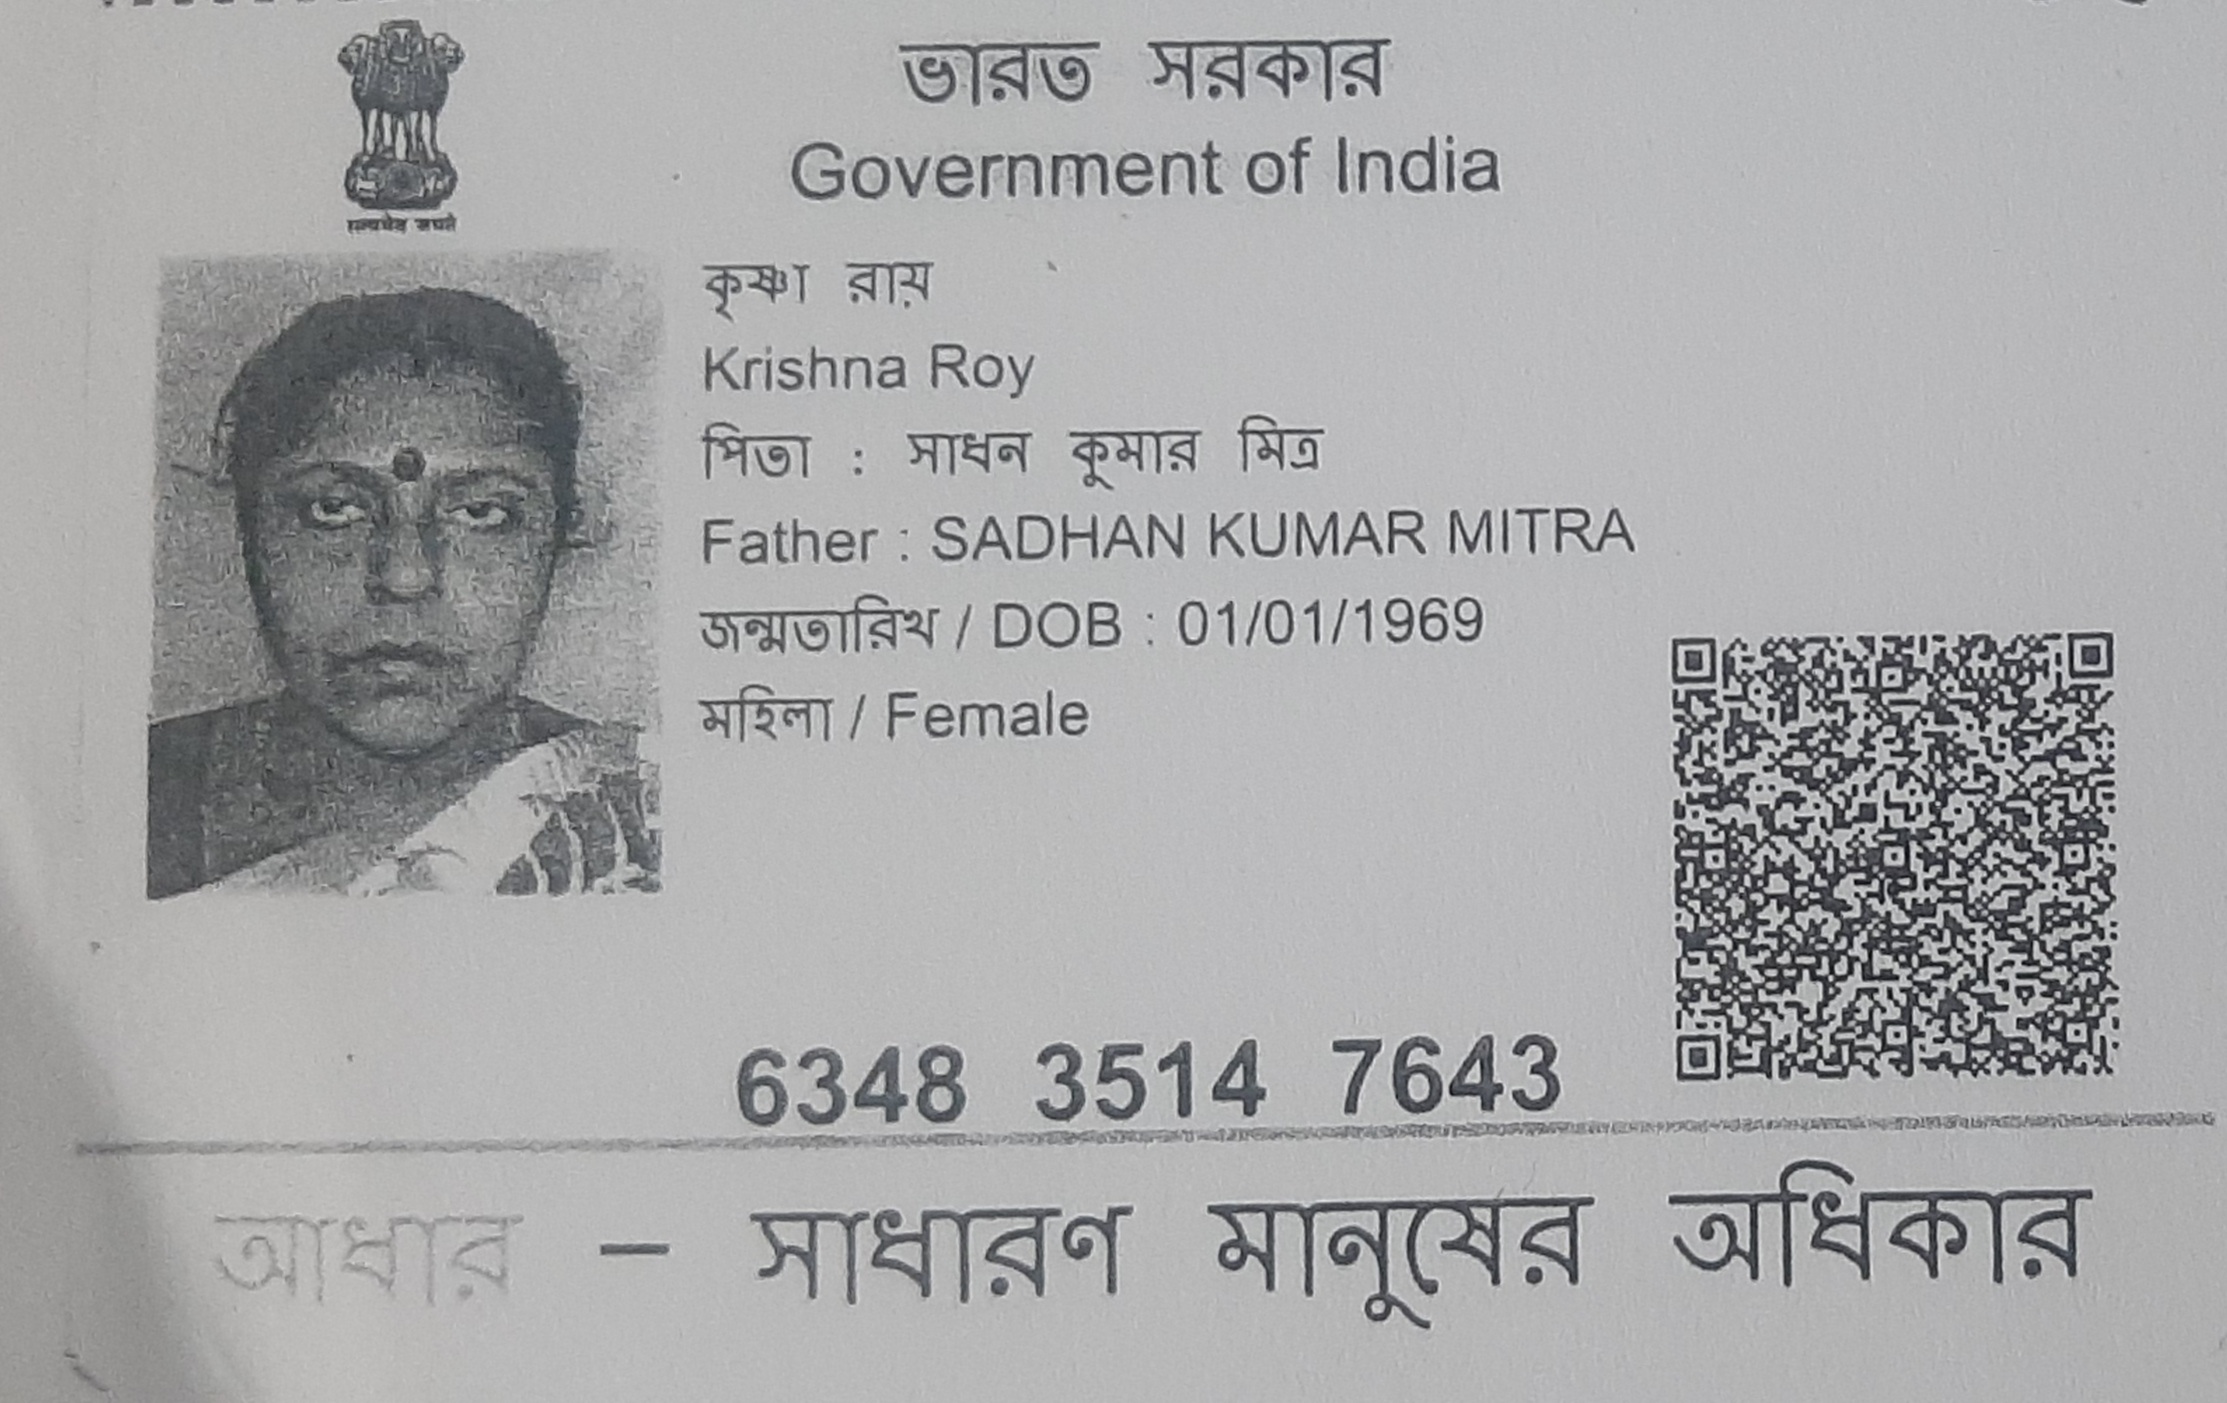 ভারত সরকার
Government of India
सत्यमेव जयते
কৃষ্ণা রায়
Krishna Roy
পিতা : সাধন কুমার মিত্র
Father : SADHAN KUMAR MITRA
জন্মতারিখ / DOB : 01/01/1969
মহিলা / Female
6348 3514 7643
আধার – সাধারণ মানুষের অধিকার